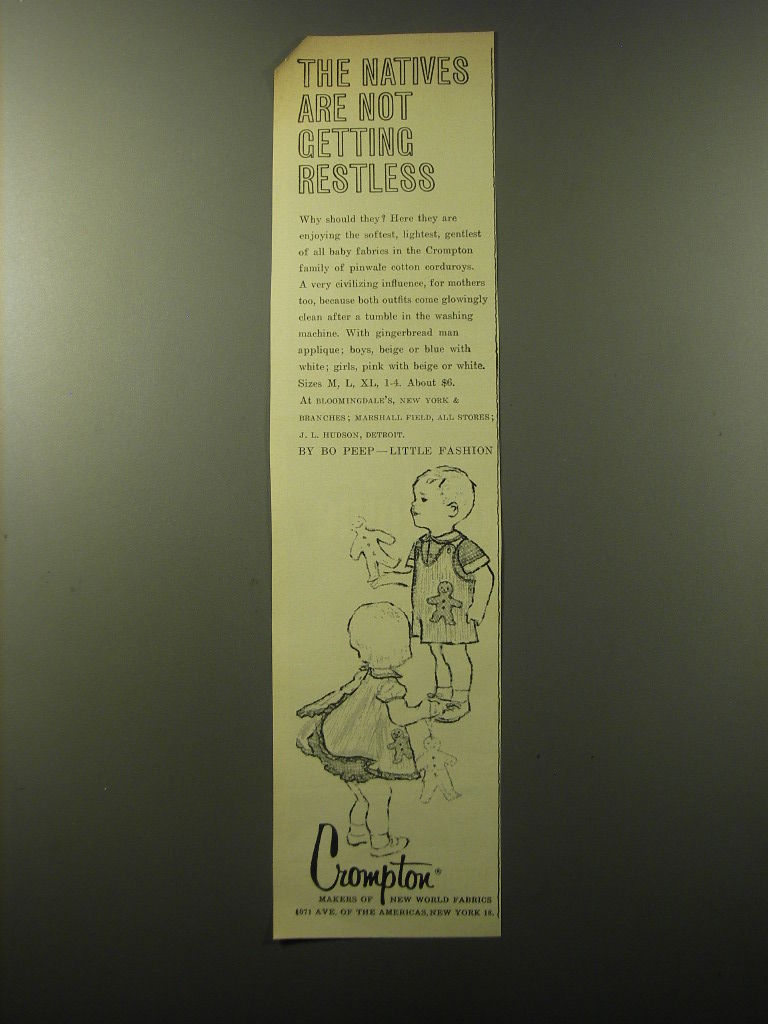 THE NATIVES
ARE NOT
GETTING
RESTLESS
Why should they? Here they are
enjoying the softest, lightest, gentlest
of all baby fabrics in the Crompton
family of pinwale cotton corduroys.
A very civilizing influence, for mothers
too, because both outfits come glowingly
clean after a tumble in the washing
machine. With gingerbread man
applique; boys, beige or blue with
white; girls, pink with beige or white.
Sizes M, L, XL, 1-4. About $6.
At BLOOMINGDALE'S, NEW YORK &
BRANCHES; MARSHALL FIELD, ALL STORES;
J. L. HUDSON, DETROIT.
BY BO PEEP—LITTLE FASHION
Crompton®
MAKERS OF NEW WORLD FABRICS
1071 AVE. OF THE AMERICAS, NEW YORK 18.